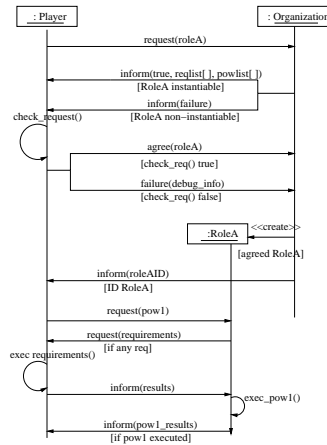 : Player
: Organization
request(roleA)
inform(true, reqlist[ ], powlist[ ])
[RoleA instantiable]
inform(failure)
[RoleA non−instantiable]
check_request()
agree(roleA)
[check_req() true]
failure(debug_info)
[check_req() false]
<<create>>
:RoleA
[agreed RoleA]
inform(roleAID)
[ID RoleA]
request(pow1)
request(requirements)
[if any req]
exec requirements()
inform(results)
exec_pow1()
inform(pow1_results)
[if pow1 executed]